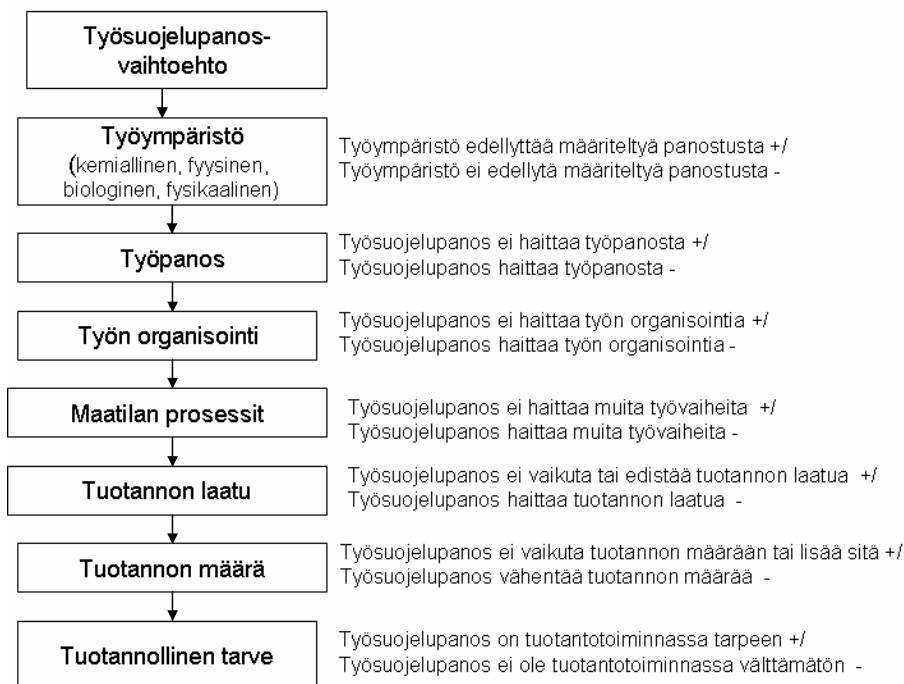 Työsuojelupanos-
vaihtoehto
Työympäristö
(kemiallinen, fyysinen,
biologinen, fysikaalinen)
Työympäristö edellyttää määriteltyä panostusta +/
Työympäristö ei edellytä määriteltyä panostusta -
Työpanos
Työsuojelupanos ei haittaa työpanosta +/
Työsuojelupanos haittaa työpanosta -
Työn organisointi
Työsuojelupanos ei haittaa työn organisointia +/
Työsuojelupanos haittaa työn organisointia -
Maatilan prosessit
Työsuojelupanos ei haittaa muita työvaiheita +/
Työsuojelupanos haittaa muita työvaiheita -
Tuotannon laatu
Työsuojelupanos ei vaikuta tai edistää tuotannon laatua +/
Työsuojelupanos haittaa tuotannon laatua -
Tuotannon määrä
Työsuojelupanos ei vaikuta tuotannon määrään tai lisää sitä +/
Työsuojelupanos vähentää tuotannon määrää -
Tuotannollinen tarve
Työsuojelupanos on tuotantotoiminnassa tarpeen +/
Työsuojelupanos ei ole tuotantotoiminnassa välttämätön -